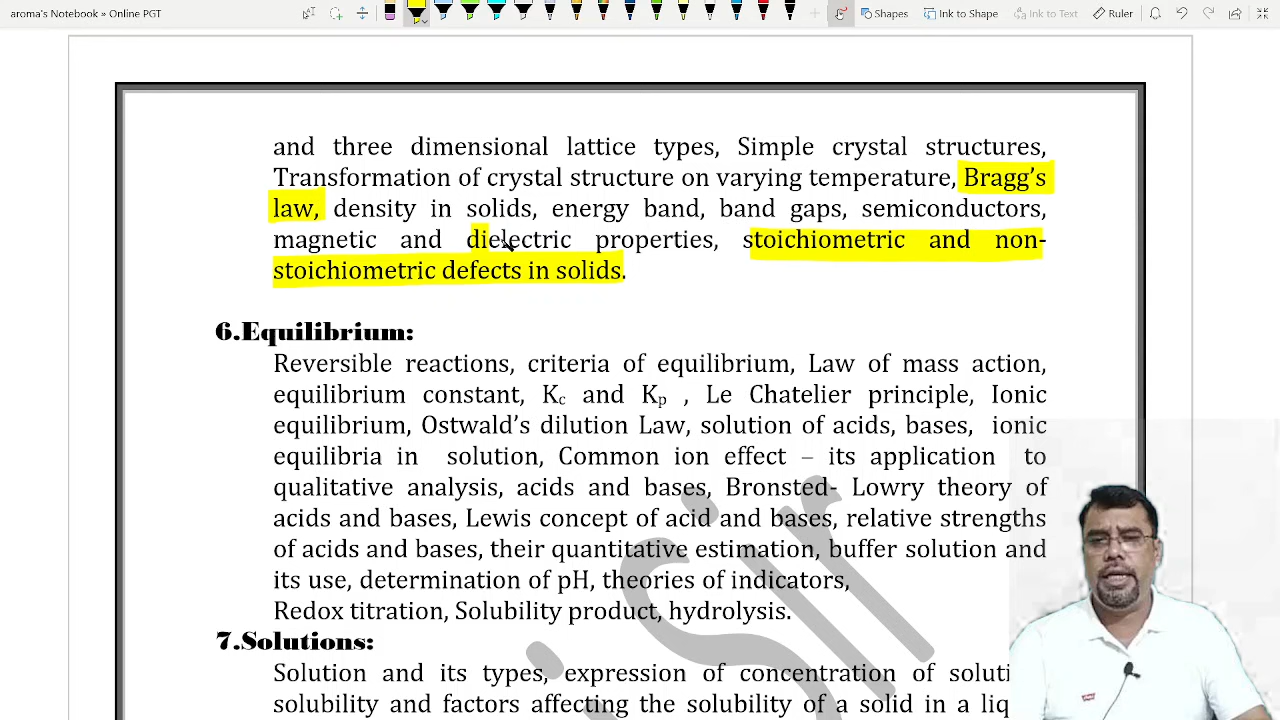 aroma's Notebook » Online
Shapes
Ink to Shape
Ink to Text
Ruler
and three dimensional lattice types, Simple crystal structures,
Transformation of crystal structure on varying temperature, Bragg's
law, density in solids, energy band, band gaps, semiconductors,
magnetic and dielectric properties, stoichiometric and non-
stoichiometric defects in solids.
6.Equilibrium:
Reversible reactions, criteria of equilibrium, Law of mass action,
equilibrium constant, Kc and Kp , Le Chatelier principle, Ionic
equilibrium, Ostwald's dilution Law, solution of acids, bases, ionic
equilibria in solution, Common ion effect – its application to
qualitative analysis, acids and bases, Bronsted- Lowry theory of
acids and bases, Lewis concept of acid and bases, relative strengths
of acids and bases, their quantitative estimation, buffer solution and
its use, determination of pH, theories of indicators,
Redox titration, Solubility product, hydrolysis.
7.Solutions:
Solution and its types, expression of concentration of
solubility and factors affecting the solubility of a solid in a